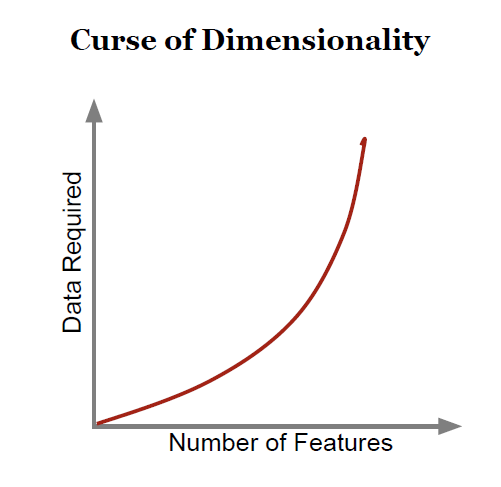 Curse of Dimensionality
Data Required
Number of Features